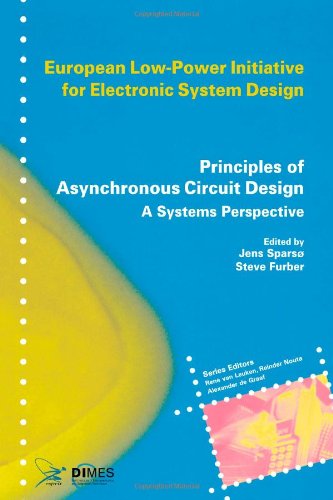 European Low-Power Initiative
for Electronic System Design
Principles of
Asynchronous Circuit Design
A Systems Perspective
Edited by
Jens Sparsø
Steve Furber
Series Editors
Rene van Leuken, Reinder Nouta
Alexander de Graaf
esprit
DIMES